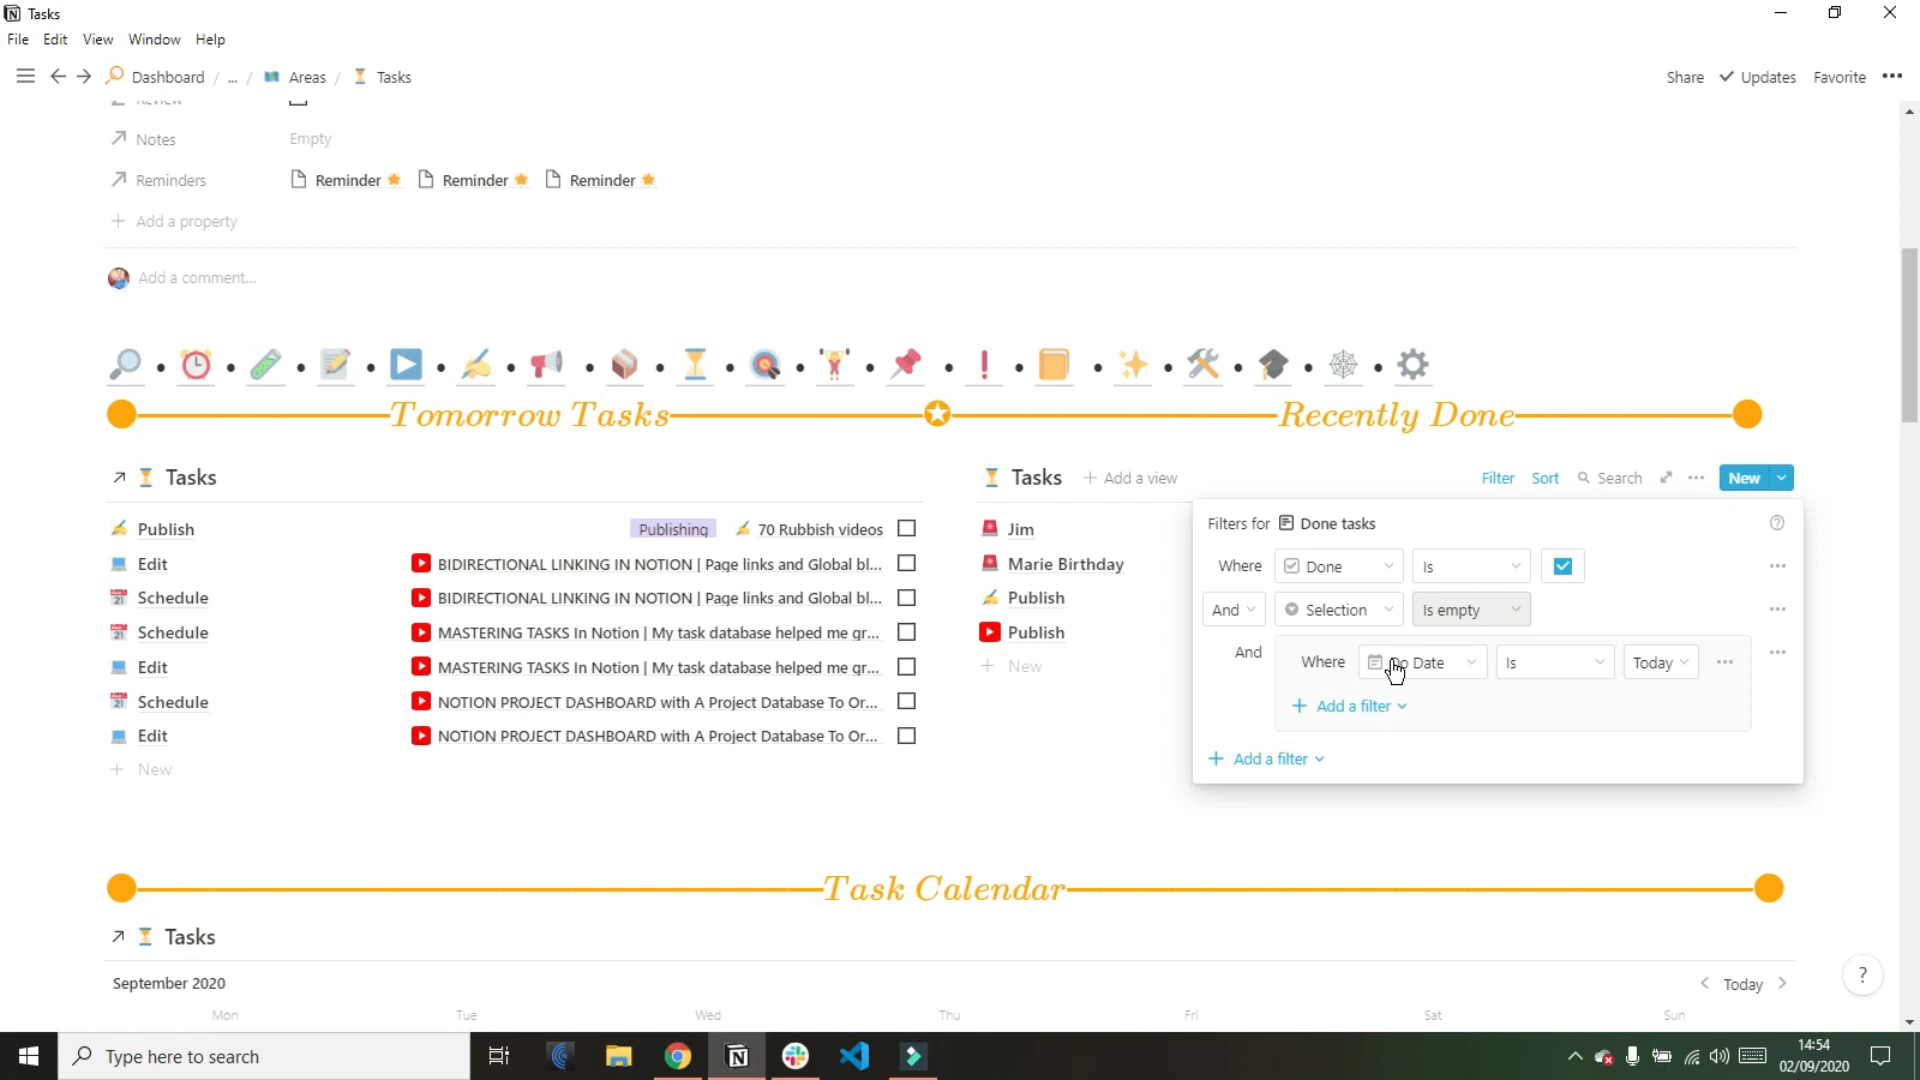 Tasks
File Edit View Window Help
Dashboard / ... / Areas / Tasks
Share Updates Favorite
Review
Notes Empty
Reminders Reminder Reminder Reminder
Add a property
Add a comment...
Tomorrow Tasks Recently Done
Tasks
Publish Publishing 70 Rubbish videos
Edit BIDIRECTIONAL LINKING IN NOTION | Page links and Global bl...
Schedule BIDIRECTIONAL LINKING IN NOTION | Page links and Global bl...
Schedule MASTERING TASKS In Notion | My task database helped me gr...
Edit MASTERING TASKS In Notion | My task database helped me gr...
Schedule NOTION PROJECT DASHBOARD with A Project Database To Or...
Edit NOTION PROJECT DASHBOARD with A Project Database To Or...
New
Tasks Add a view Filter Sort Search New
Jim
Marie Birthday
Publish
Publish
New
Filters for Done tasks
Where Done Is
And Selection Is empty
And Where Do Date Is Today
Add a filter
Add a filter
Task Calendar
Tasks
September 2020 Today
Mon Tue Wed Thu Fri Sat Sun
Type here to search
14:54
02/09/2020